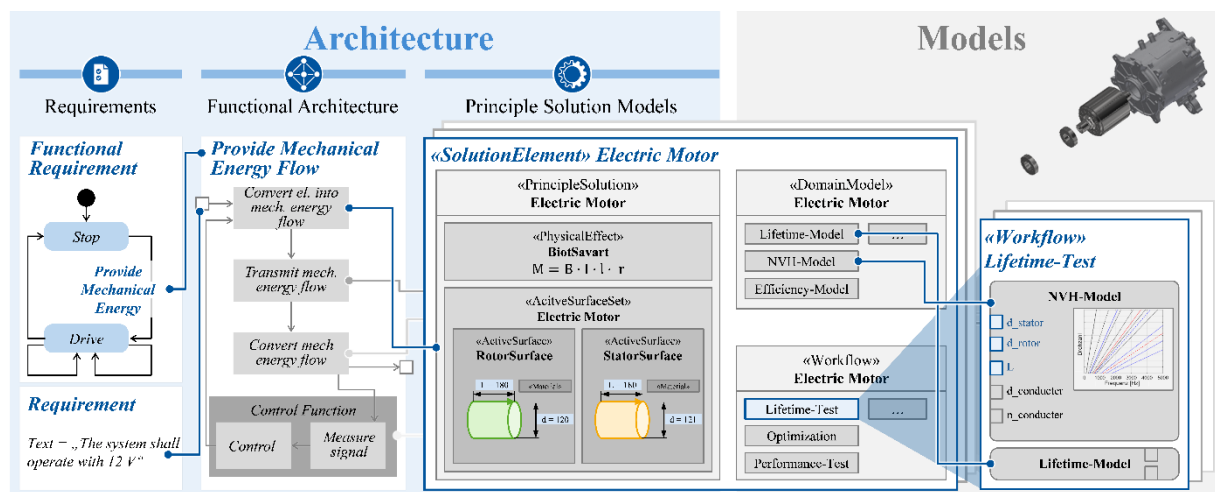 Architecture
Models
Requirements
Functional Architecture
Principle Solution Models
Functional
Requirement
Stop
Provide
Mechanical
Energy
Drive
Requirement
Text = „The system shall
operate with 12 V“
Provide Mechanical
Energy Flow
Convert el. into
mech. energy
flow
Transmit mech.
energy flow
Convert mech
energy flow
Control Function
Control
Measure
signal
«SolutionElement» Electric Motor
«PrincipleSolution»
Electric Motor
«PhysicalEffect»
BiotSavart
M = B · I · l · r
«AcitveSurfaceSet»
Electric Motor
«ActiveSurface»
RotorSurface
«Material»
d = 120
«ActiveSurface»
StatorSurface
«Material»
d = 121
«DomainModel»
Electric Motor
Lifetime-Model
...
NVH-Model
Efficiency-Model
«Workflow»
Electric Motor
Lifetime-Test
...
Optimization
Performance-Test
«Workflow»
Lifetime-Test
NVH-Model
d_stator
d_rotor
L
d_conducter
n_conducter
Lifetime-Model